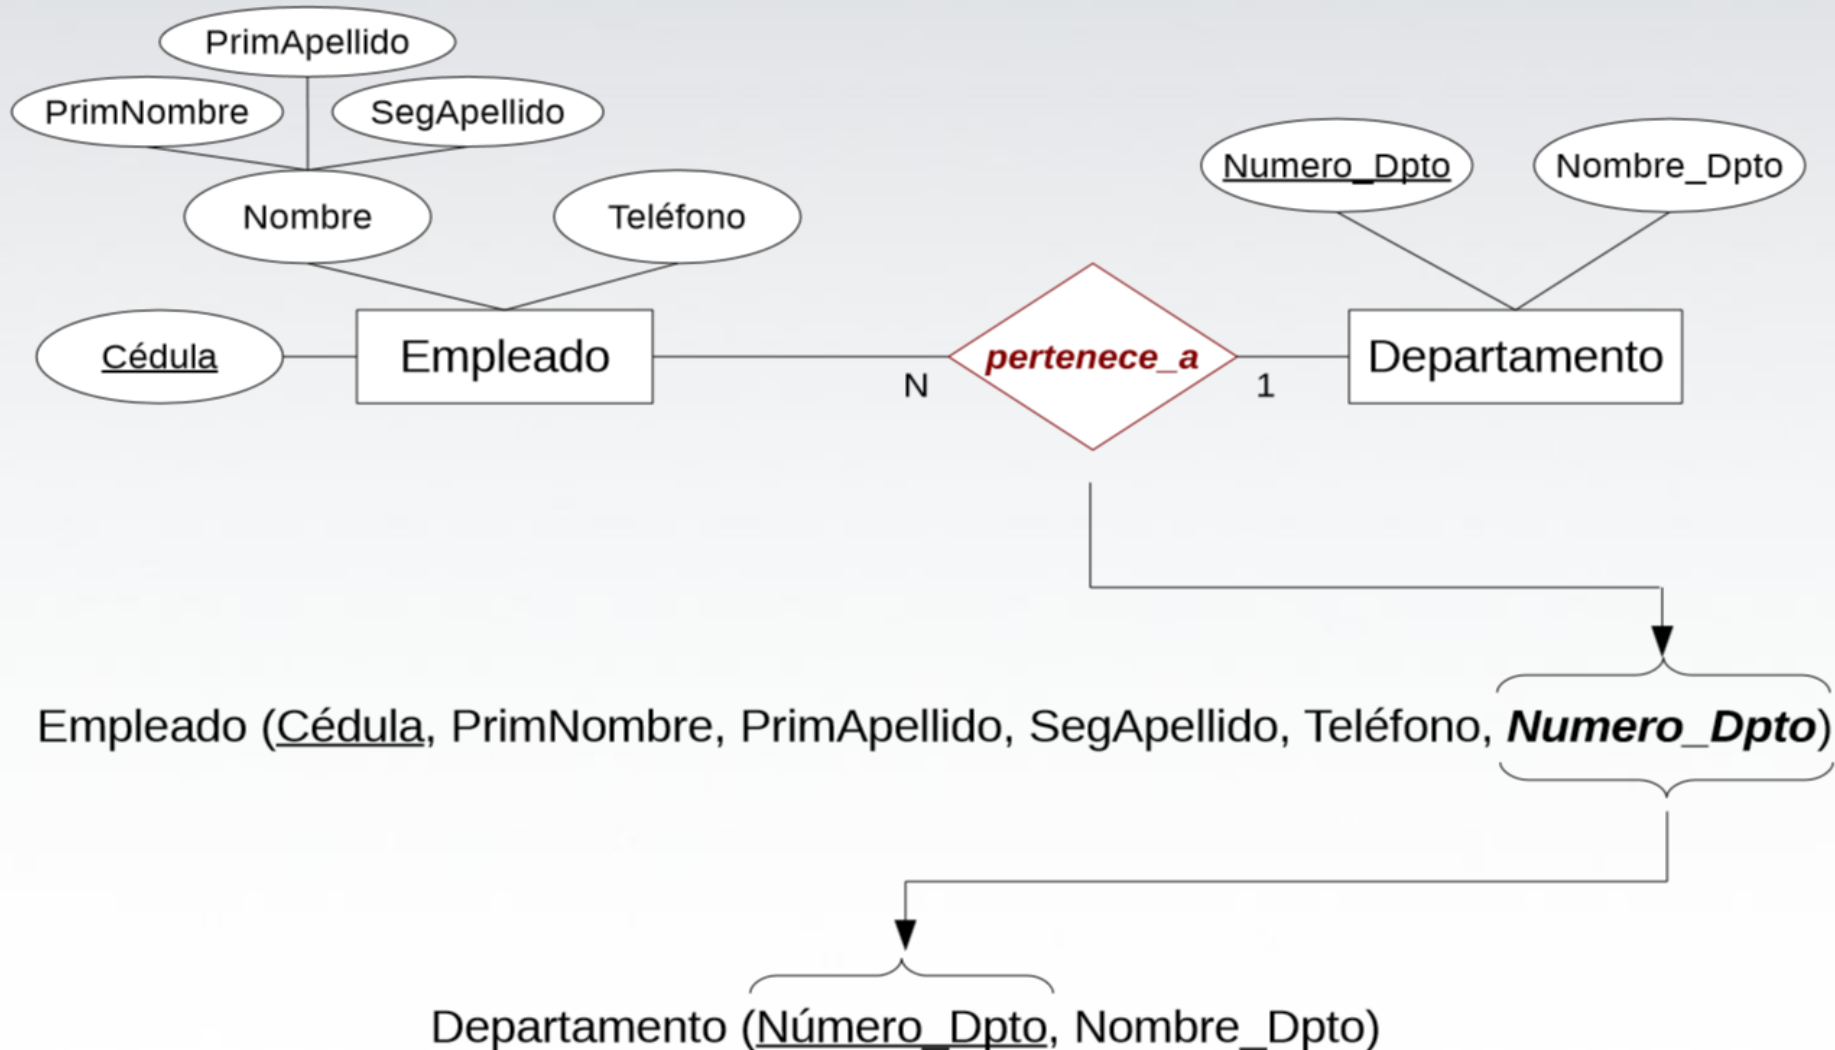 PrimApellido
PrimNombre
SegApellido
Nombre
Teléfono
Numero_Dpto
Nombre_Dpto
Cédula
Empleado
pertenece_a
Departamento
N
1
Empleado (Cédula, PrimNombre, PrimApellido, SegApellido, Teléfono, Numero_Dpto)
Departamento (Número_Dpto, Nombre_Dpto)